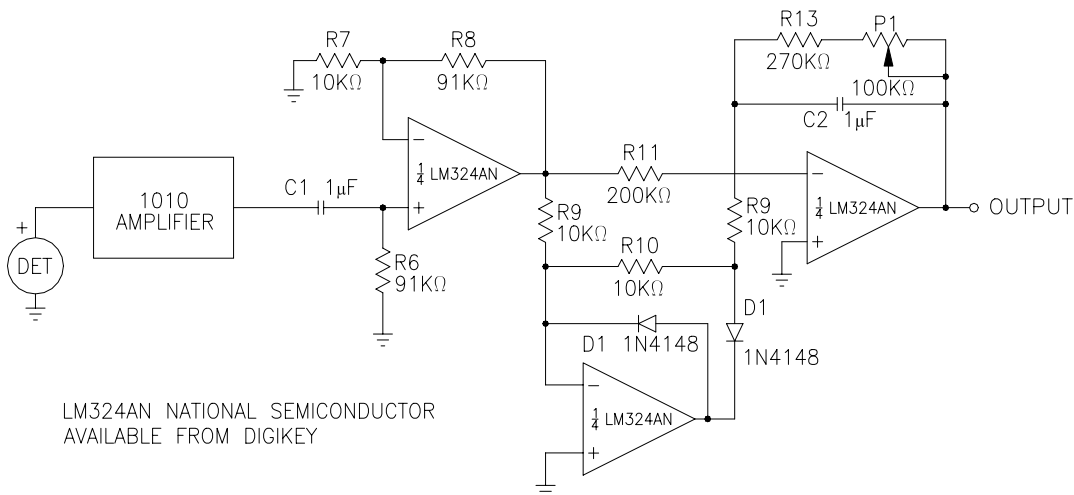 R13
P1
270KΩ
100KΩ
R7
10KΩ
R8
91KΩ
C2 1µF
−
+
¼ LM324AN
R11
200KΩ
−
+
¼ LM324AN
OUTPUT
1010
AMPLIFIER
C1 1µF
+
DET
R6
91KΩ
R9
10KΩ
R9
10KΩ
R10
10KΩ
D1 1N4148
D1
1N4148
−
+
¼ LM324AN
LM324AN NATIONAL SEMICONDUCTOR
AVAILABLE FROM DIGIKEY